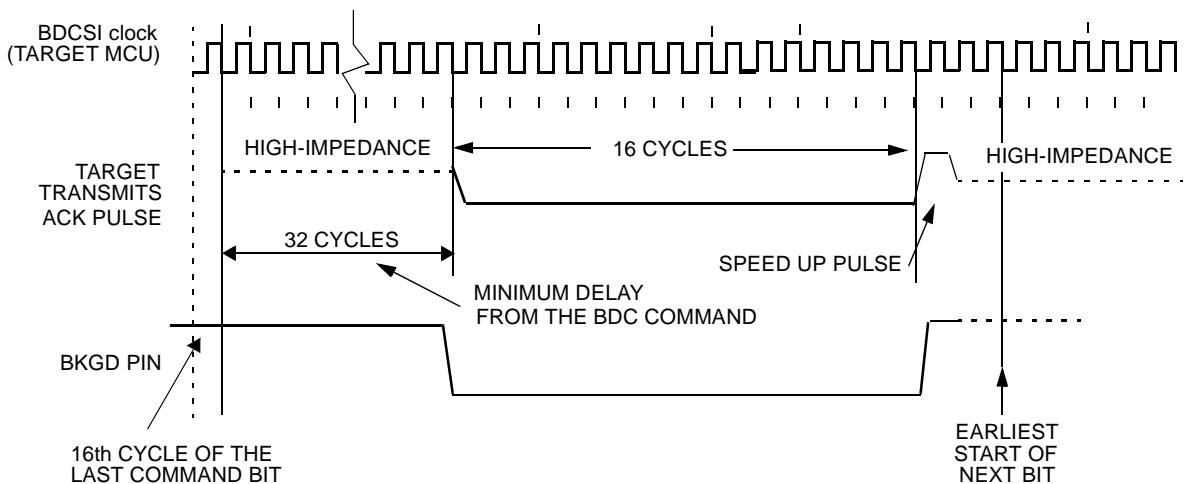 BDCSI clock
(TARGET MCU)
HIGH-IMPEDANCE
16 CYCLES
HIGH-IMPEDANCE
TARGET
TRANSMITS
ACK PULSE
32 CYCLES
SPEED UP PULSE
MINIMUM DELAY
FROM THE BDC COMMAND
BKGD PIN
16th CYCLE OF THE
LAST COMMAND BIT
EARLIEST
START OF
NEXT BIT